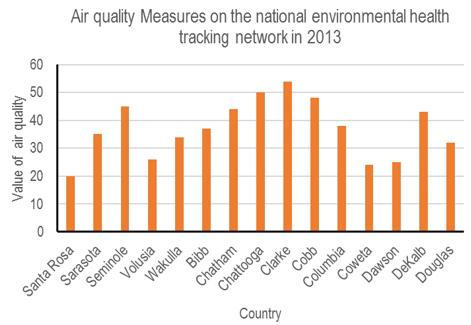 Air quality Measures on the national environmental health
tracking network in 2013
Value of air quality
60
50
40
30
20
10
0
Santa Rosa
Sarasota
Seminole
Volusia
Wakulla
Bibb
Chatham
Chattooga
Clarke
Cobb
Columbia
Coweta
Dawson
DeKalb
Douglas
Country